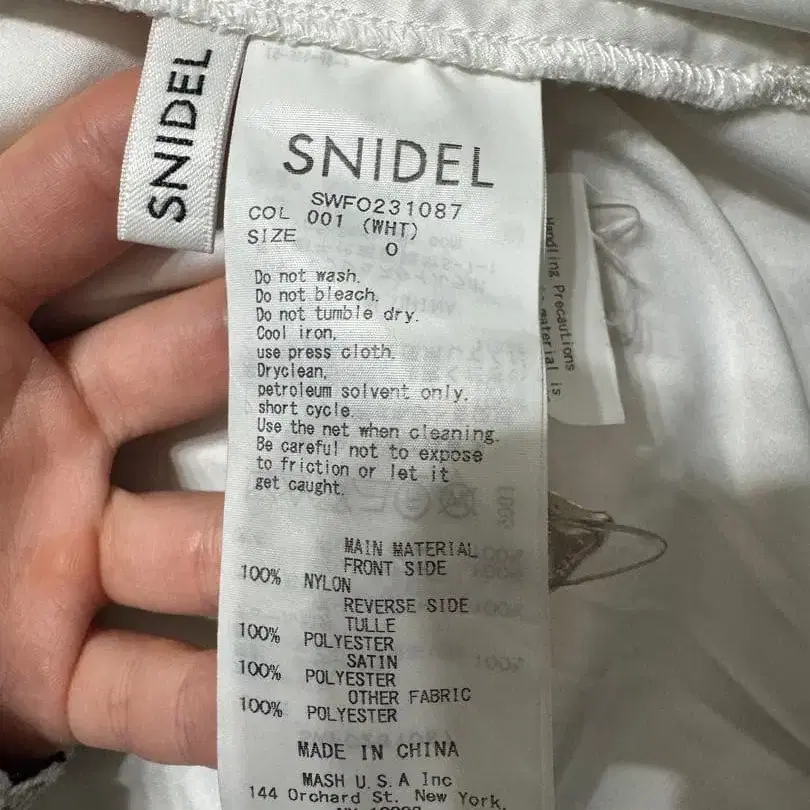 SNIDEL
SNIDEL
SWFO231087
COL 001 (WHT)
SIZE 0
Do not wash.
Do not bleach.
Do not tumble dry.
Cool iron,
use press cloth.
Dryclean,
petroleum solvent only,
short cycle.
Use the net when cleaning.
Be careful not to expose
to friction or let it
get caught.
MAIN MATERIAL
FRONT SIDE
100% NYLON
REVERSE SIDE
TULLE
100% POLYESTER
SATIN
100% POLYESTER
OTHER FABRIC
100% POLYESTER
MADE IN CHINA
MASH U.S.A Inc
144 Orchard St. New York,
Handling Precautions
material is